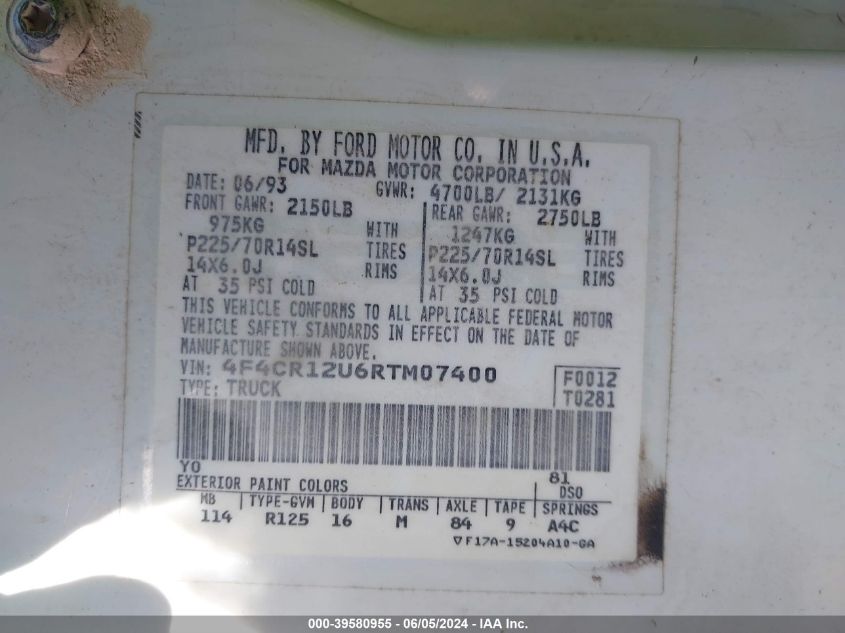 MFD. BY FORD MOTOR CO. IN U.S.A.
FOR MAZDA MOTOR CORPORATION
DATE: 06/93 GVWR: 4700LB/ 2131KG
FRONT GAWR: 2150LB REAR GAWR: 2750LB
975KG WITH 1247KG WITH
P225/70R14SL TIRES P225/70R14SL TIRES
14X6.0J RIMS 14X6.0J RIMS
AT 35 PSI COLD AT 35 PSI COLD
THIS VEHICLE CONFORMS TO ALL APPLICABLE FEDERAL MOTOR
VEHICLE SAFETY STANDARDS IN EFFECT ON THE DATE OF
MANUFACTURE SHOWN ABOVE.
VIN: 4F4CR12U6RTM07400 F0012
TYPE: TRUCK T0281
YO 81
EXTERIOR PAINT COLORS DSO
MB TYPE-GVM BODY TRANS AXLE TAPE SPRINGS
114 R125 16 M 84 9 A4C
▽F17A-15204A10-GA
000-39580955 - 06/05/2024 - IAAI.com